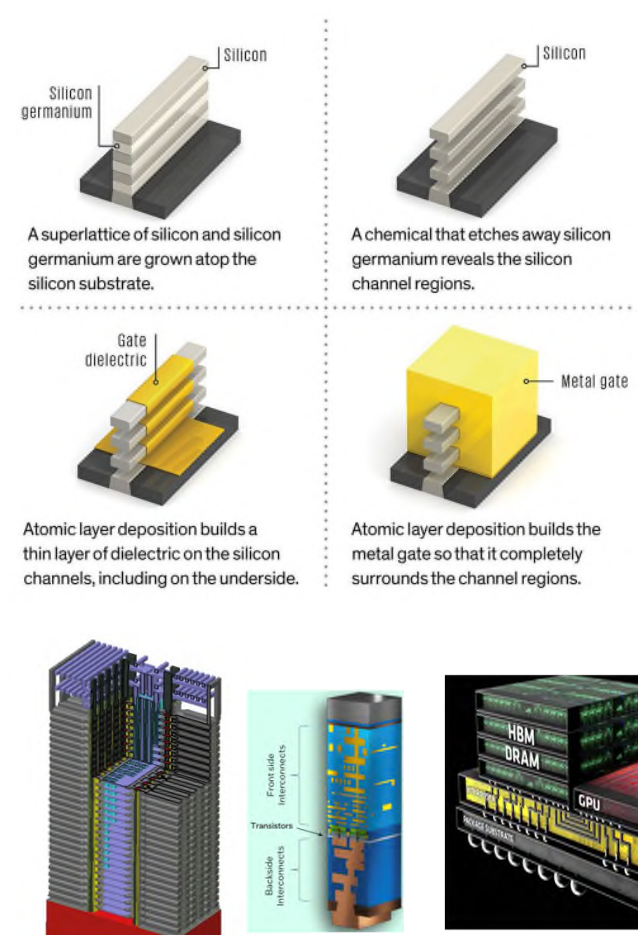 Silicon
Silicon
germanium
A superlattice of silicon and silicon
germanium are grown atop the
silicon substrate.
Silicon
A chemical that etches away silicon
germanium reveals the silicon
channel regions.
Gate
dielectric
Atomic layer deposition builds a
thin layer of dielectric on the silicon
channels, including on the underside.
Metal gate
Atomic layer deposition builds the
metal gate so that it completely
surrounds the channel regions.
Front side
Interconnects
Transistors
Backside
Interconnects
HBM
DRAM
GPU
PACKAGE SUBSTRATE